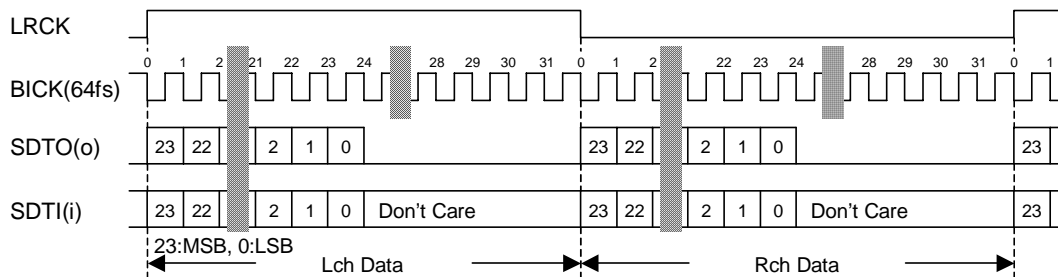 LRCK
0 1 2 21 22 23 24 28 29 30 31 0 1 2 22 23 24 28 29 30 31 0 1
BICK(64fs)
SDTO(o) 23 22 2 1 0 23 22 2 1 0 23
SDTI(i) 23 22 2 1 0 Don't Care 23 22 2 1 0 Don't Care 23
23:MSB, 0:LSB
Lch Data Rch Data